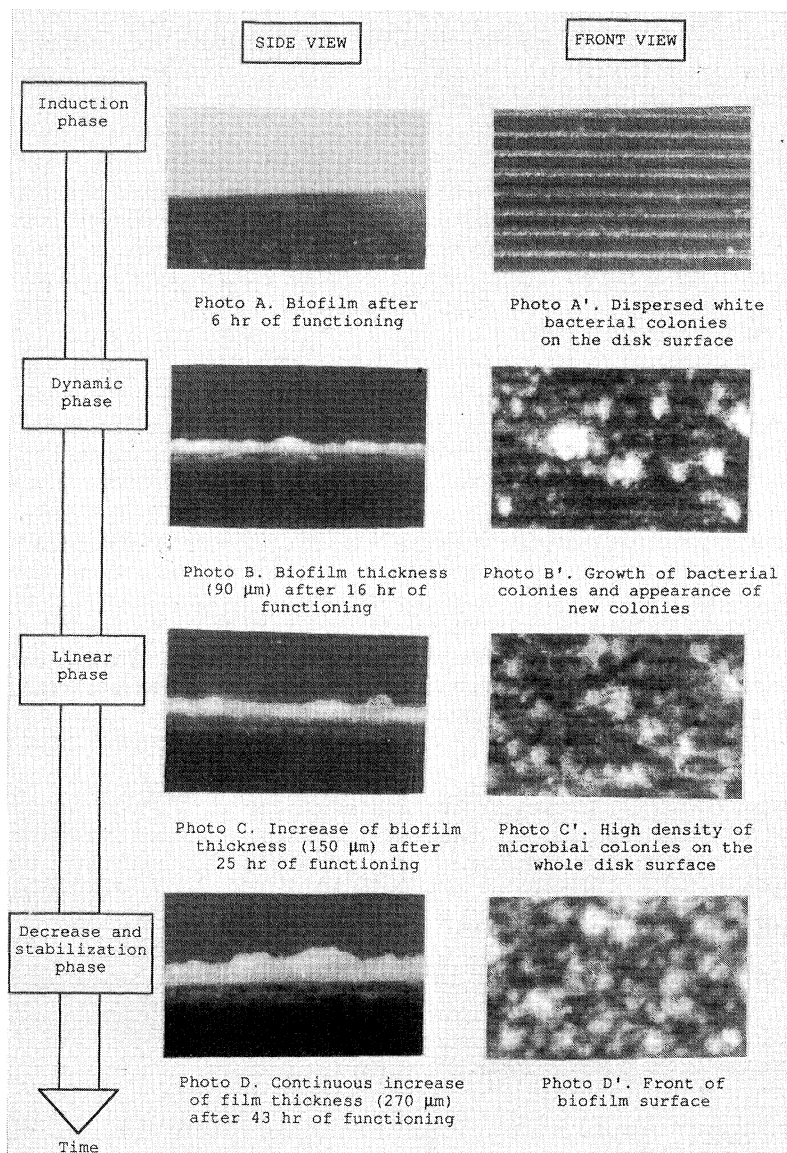 SIDE VIEW
FRONT VIEW
Induction
phase
Photo A. Biofilm after
6 hr of functioning
Photo A'. Dispersed white
bacterial colonies
on the disk surface
Dynamic
phase
Photo B. Biofilm thickness
(90 μm) after 16 hr of
functioning
Photo B'. Growth of bacterial
colonies and appearance of
new colonies
Linear
phase
Photo C. Increase of biofilm
thickness (150 μm) after
25 hr of functioning
Photo C'. High density of
microbial colonies on the
whole disk surface
Decrease and
stabilization
phase
Photo D. Continuous increase
of film thickness (270 μm)
after 43 hr of functioning
Photo D'. Front of
biofilm surface
Time